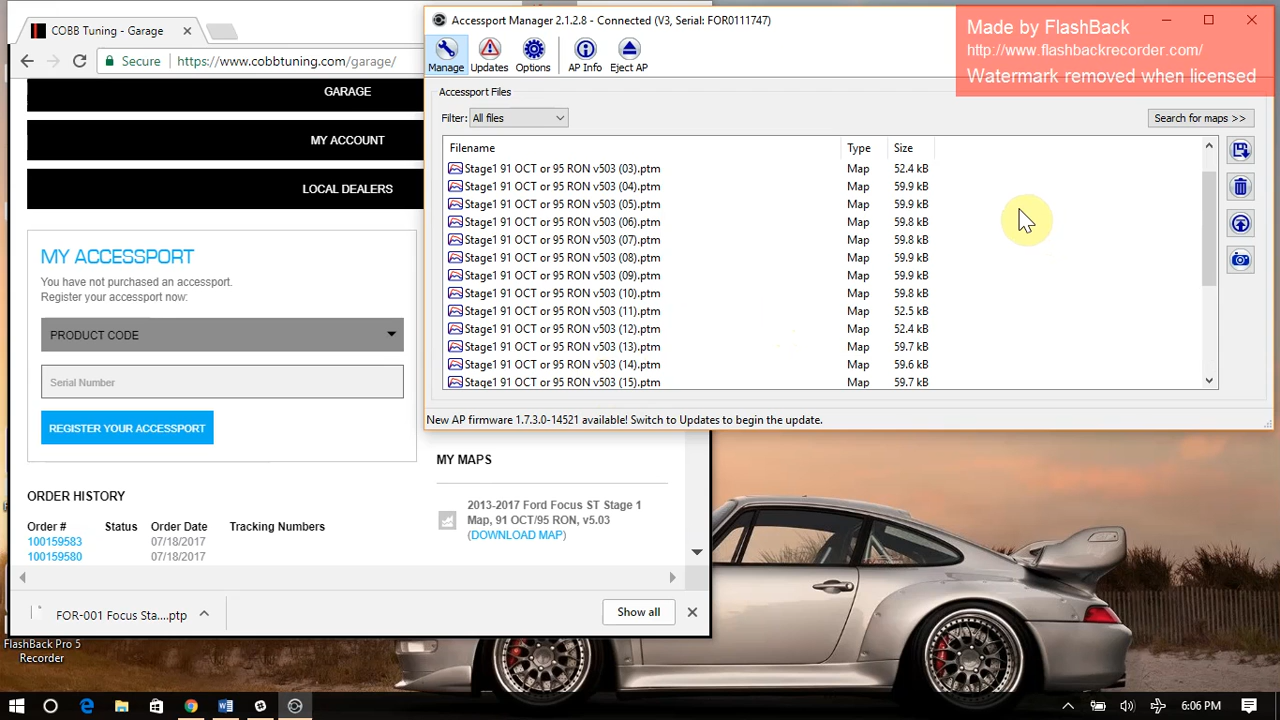 COBB Tuning - Garage
Secure https://www.cobbtuning.com/garage/
GARAGE
MY ACCOUNT
LOCAL DEALERS
MY ACCESSPORT
You have not purchased an accessport.
Register your accessport now:
PRODUCT CODE
Serial Number
REGISTER YOUR ACCESSPORT
ORDER HISTORY
Order # Status Order Date Tracking Numbers
100159583 07/18/2017
100159580 07/18/2017
MY MAPS
2013-2017 Ford Focus ST Stage 1
Map, 91 OCT/95 RON, v5.03
(DOWNLOAD MAP)
FOR-001 Focus Sta....ptp
Show all
Accessport Manager 2.1.2.8 - Connected (V3, Serial: FOR0111747)
Manage Updates Options AP Info Eject AP
Made by FlashBack
http://www.flashbackrecorder.com/
Watermark removed when licensed
Accessport Files
Filter: All files
Search for maps >>
Filename Type Size
Stage1 91 OCT or 95 RON v503 (03).ptm Map 52.4 kB
Stage1 91 OCT or 95 RON v503 (04).ptm Map 59.9 kB
Stage1 91 OCT or 95 RON v503 (05).ptm Map 59.9 kB
Stage1 91 OCT or 95 RON v503 (06).ptm Map 59.8 kB
Stage1 91 OCT or 95 RON v503 (07).ptm Map 59.8 kB
Stage1 91 OCT or 95 RON v503 (08).ptm Map 59.9 kB
Stage1 91 OCT or 95 RON v503 (09).ptm Map 59.9 kB
Stage1 91 OCT or 95 RON v503 (10).ptm Map 59.8 kB
Stage1 91 OCT or 95 RON v503 (11).ptm Map 52.5 kB
Stage1 91 OCT or 95 RON v503 (12).ptm Map 52.4 kB
Stage1 91 OCT or 95 RON v503 (13).ptm Map 59.7 kB
Stage1 91 OCT or 95 RON v503 (14).ptm Map 59.6 kB
Stage1 91 OCT or 95 RON v503 (15).ptm Map 59.7 kB
New AP firmware 1.7.3.0-14521 available! Switch to Updates to begin the update.
FlashBack Pro 5
Recorder
6:06 PM